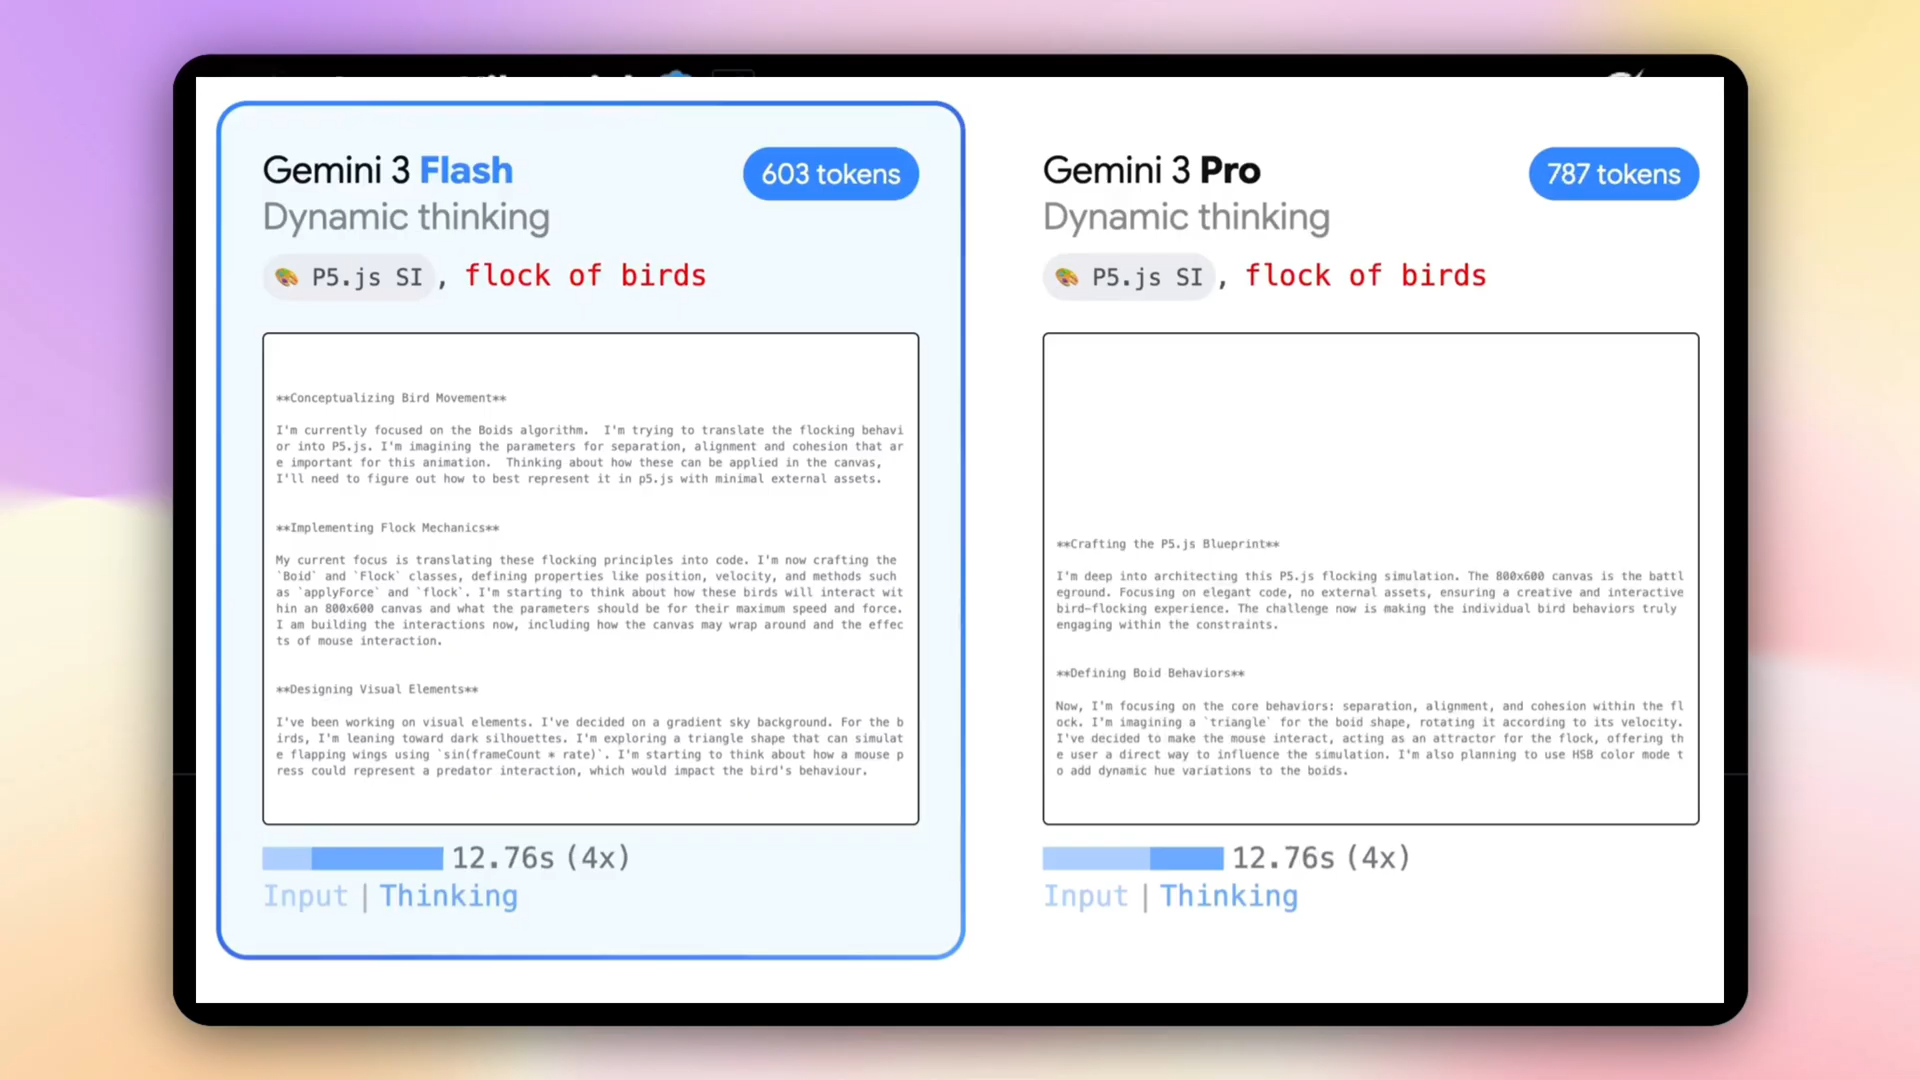 Gemini 3 Flash
603 tokens
Dynamic thinking
P5.js SI, flock of birds
**Conceptualizing Bird Movement**
I'm currently focused on the Boids algorithm.  I'm trying to translate the flocking behavi
or into P5.js. I'm imagining the parameters for separation, alignment and cohesion that ar
e important for this animation.  Thinking about how these can be applied in the canvas,
I'll need to figure out how to best represent it in p5.js with minimal external assets.
**Implementing Flock Mechanics**
My current focus is translating these flocking principles into code. I'm now crafting the
`Boid` and `Flock` classes, defining properties like position, velocity, and methods such
as `applyForce` and `flock`. I'm starting to think about how these birds will interact wit
hin an 800x600 canvas and what the parameters should be for their maximum speed and force.
I am building the interactions now, including how the canvas may wrap around and the effec
ts of mouse interaction.
**Designing Visual Elements**
I've been working on visual elements. I've decided on a gradient sky background. For the b
irds, I'm leaning toward dark silhouettes. I'm exploring a triangle shape that can simulat
e flapping wings using `sin(frameCount * rate)`. I'm starting to think about how a mouse p
ress could represent a predator interaction, which would impact the bird's behaviour.
12.76s (4x)
Input | Thinking
Gemini 3 Pro
787 tokens
Dynamic thinking
P5.js SI, flock of birds
**Crafting the P5.js Blueprint**
I'm deep into architecting this P5.js flocking simulation. The 800x600 canvas is the battl
eground. Focusing on elegant code, no external assets, ensuring a creative and interactive
bird-flocking experience. The challenge now is making the individual bird behaviors truly
engaging within the constraints.
**Defining Boid Behaviors**
Now, I'm focusing on the core behaviors: separation, alignment, and cohesion within the fl
ock. I'm imagining a `triangle` for the boid shape, rotating it according to its velocity.
I've decided to make the mouse interact, acting as an attractor for the flock, offering th
e user a direct way to influence the simulation. I'm also planning to use HSB color mode t
o add dynamic hue variations to the boids.
12.76s (4x)
Input | Thinking